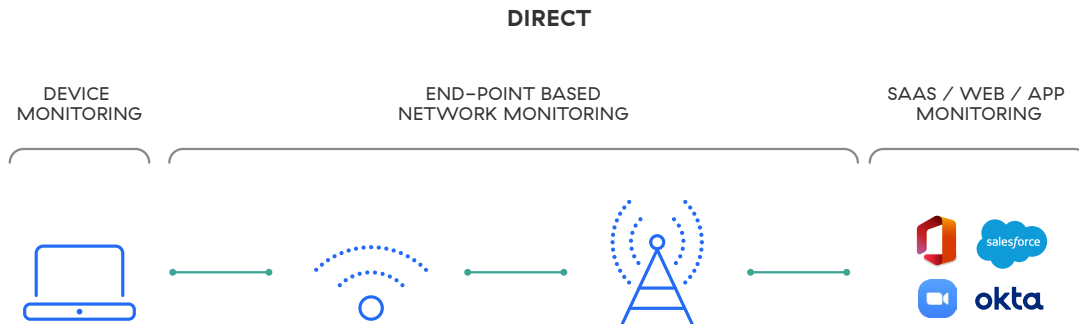 DIRECT
DEVICE
MONITORING
END-POINT BASED
NETWORK MONITORING
SAAS / WEB / APP
MONITORING
salesforce
okta